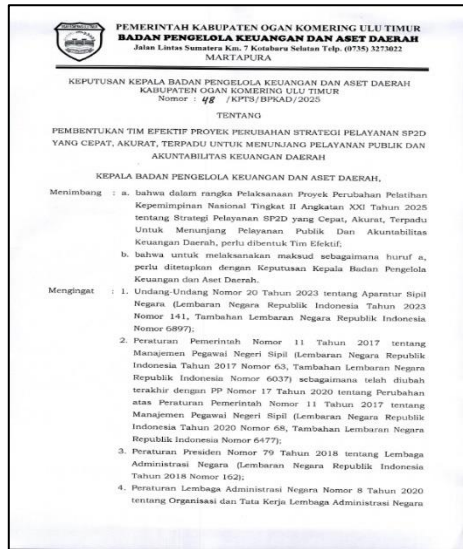 PEMERINTAH KABUPATEN OGAN KOMERING ULU TIMUR
BADAN PENGELOLA KEUANGAN DAN ASET DAERAH
Jalan Lintas Sumatera Km. 7 Kotabaru Selatan Telp. (0735) 3273022
MARTAPURA
KEPUTUSAN KEPALA BADAN PENGELOLA KEUANGAN DAN ASET DAERAH
KABUPATEN OGAN KOMERING ULU TIMUR
Nomor : 48 /KPTS/BPKAD/2025
TENTANG
PEMBENTUKAN TIM EFEKTIF PROYEK PERUBAHAN STRATEGI PELAYANAN SP2D
YANG CEPAT, AKURAT, TERPADU UNTUK MENUNJANG PELAYANAN PUBLIK DAN
AKUNTABILITAS KEUANGAN DAERAH
KEPALA BADAN PENGELOLA KEUANGAN DAN ASET DAERAH,
Menimbang : a. bahwa dalam rangka Pelaksanaan Proyek Perubahan Pelatihan
Kepemimpinan Nasional Tingkat II Angkatan XXI Tahun 2025
tentang Strategi Pelayanan SP2D yang Cepat, Akurat, Terpadu
Untuk Menunjang Pelayanan Publik Dan Akuntabilitas
Keuangan Daerah, perlu dibentuk Tim Efektif;
b. bahwa untuk melaksanakan maksud sebagaimana huruf a,
perlu ditetapkan dengan Keputusan Kepala Badan Pengelola
Keuangan dan Aset Daerah.
Mengingat : 1. Undang-Undang Nomor 20 Tahun 2023 tentang Aparatur Sipil
Negara (Lembaran Negara Republik Indonesia Tahun 2023
Nomor 141, Tambahan Lembaran Negara Republik Indonesia
Nomor 6897);
2. Peraturan Pemerintah Nomor 11 Tahun 2017 tentang
Manajemen Pegawai Negeri Sipil (Lembaran Negara Republik
Indonesia Tahun 2017 Nomor 63, Tambahan Lembaran Negara
Republik Indonesia Nomor 6037) sebagaimana telah diubah
terakhir dengan PP Nomor 17 Tahun 2020 tentang Perubahan
atas Peraturan Pemerintah Nomor 11 Tahun 2017 tentang
Manajemen Pegawai Negeri Sipil (Lembaran Negara Republik
Indonesia Tahun 2020 Nomor 68, Tambahan Lembaran Negara
Republik Indonesia Nomor 6477);
3. Peraturan Presiden Nomor 79 Tahun 2018 tentang Lembaga
Administrasi Negara (Lembaran Negara Republik Indonesia
Tahun 2018 Nomor 162);
4. Peraturan Lembaga Administrasi Negara Nomor 8 Tahun 2020
tentang Organisasi dan Tata Kerja Lembaga Administrasi Negara